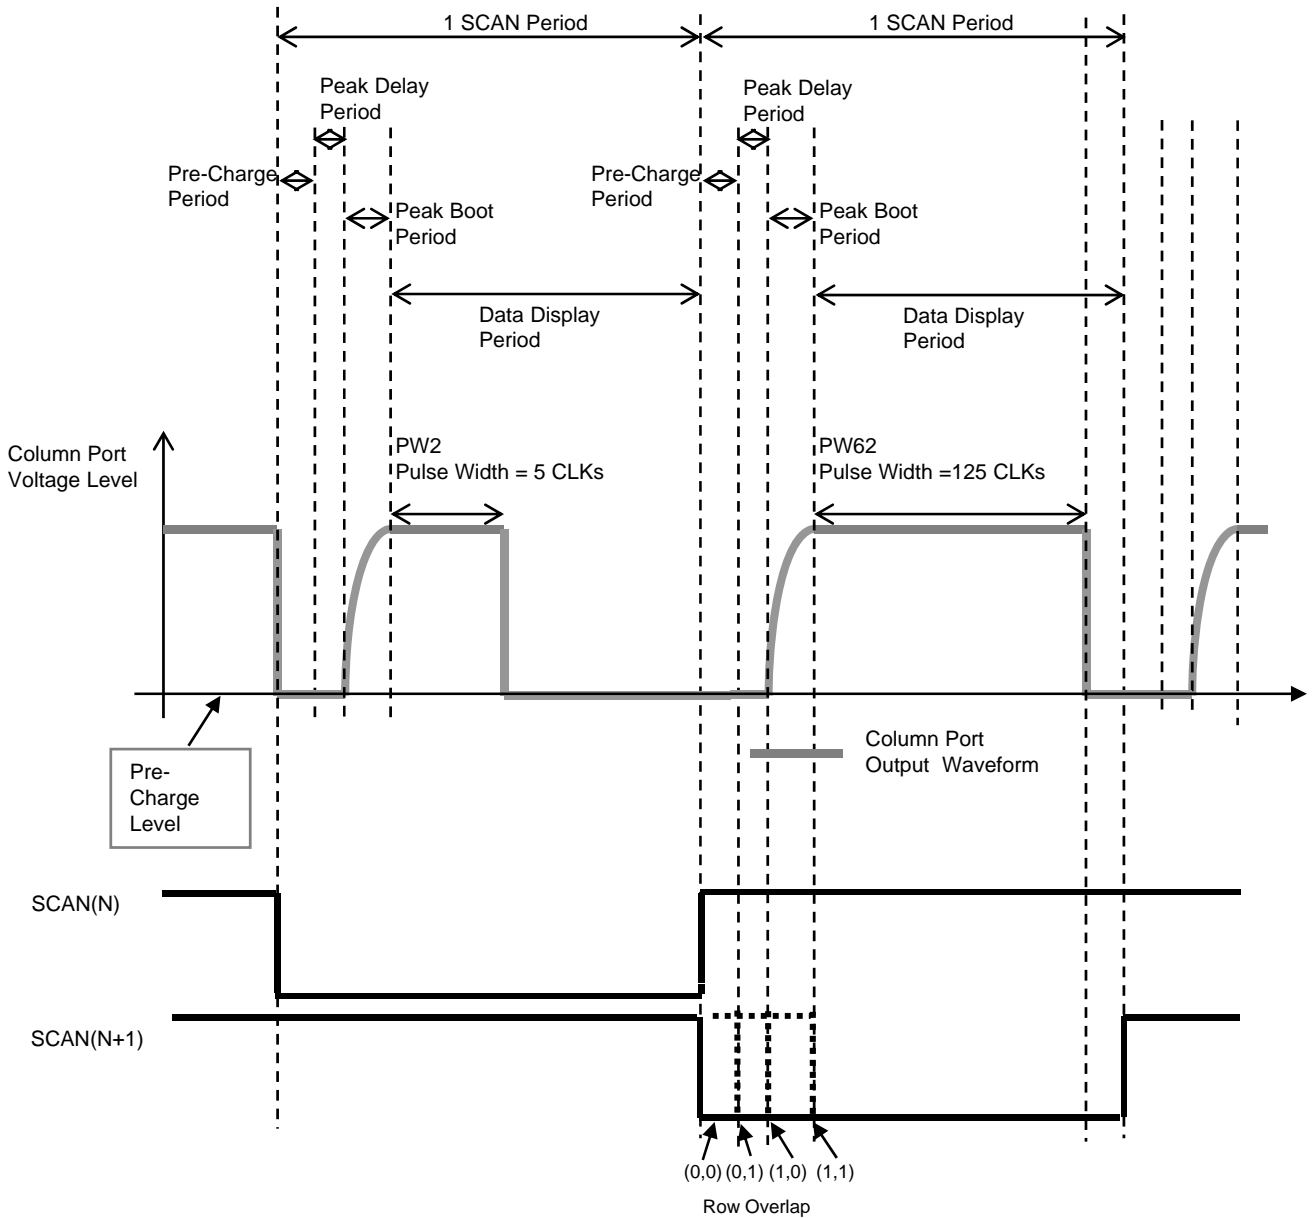 1 SCAN Period
1 SCAN Period
Peak Delay
Period
Peak Delay
Period
Pre-Charge
Period
Pre-Charge
Period
Peak Boot
Period
Peak Boot
Period
Data Display
Period
Data Display
Period
Column Port
Voltage Level
PW2
Pulse Width = 5 CLKs
PW62
Pulse Width =125 CLKs
Column Port
Output Waveform
Pre-
Charge
Level
SCAN(N)
SCAN(N+1)
(0,0) (0,1) (1,0) (1,1)
Row Overlap